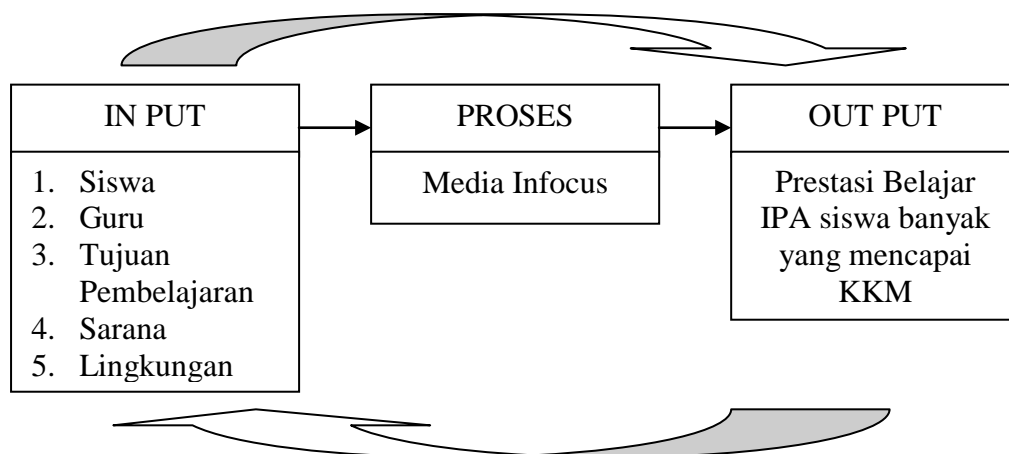 IN PUT
1. Siswa
2. Guru
3. Tujuan
Pembelajaran
4. Sarana
5. Lingkungan
PROSES
Media Infocus
OUT PUT
Prestasi Belajar
IPA siswa banyak
yang mencapai
KKM